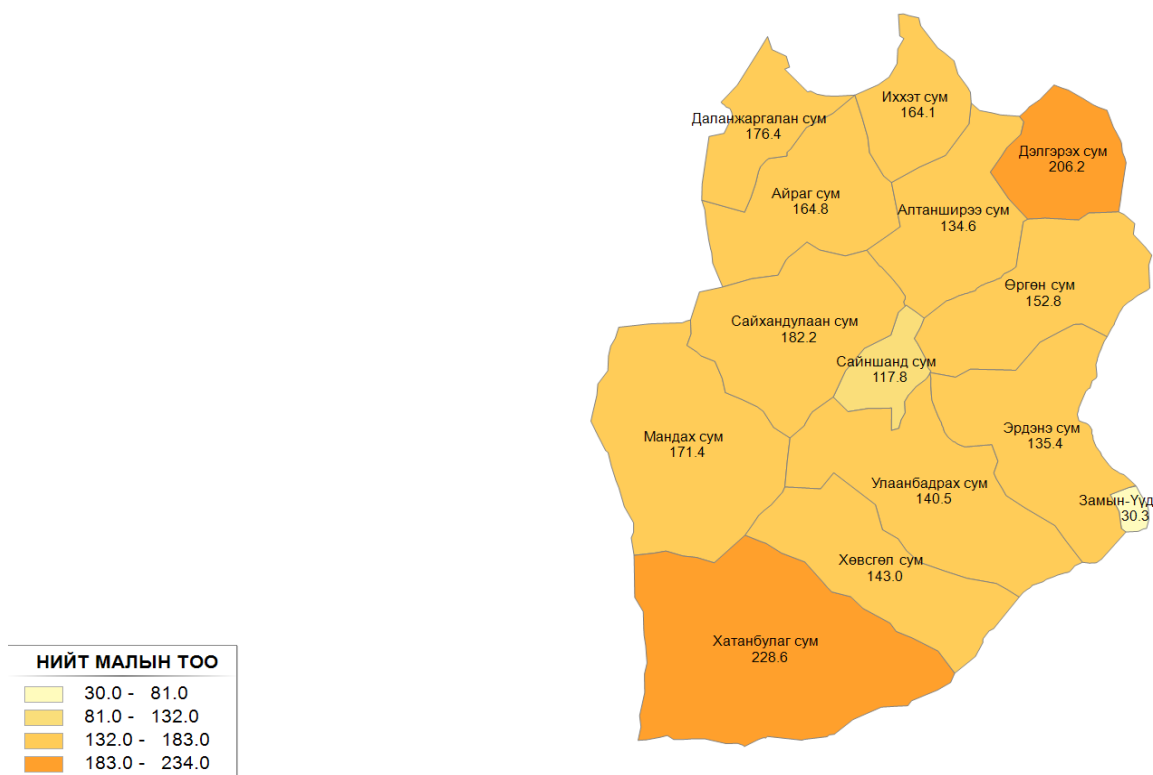 Иххэт сум
164.1
Даланжаргалан сум
176.4
Дэлгэрэх сум
206.2
Айраг сум
164.8
Алтанширээ сум
134.6
Өргөн сум
152.8
Сайхандулаан сум
182.2
Сайншанд сум
117.8
Эрдэнэ сум
135.4
Мандах сум
171.4
Улаанбадрах сум
140.5
Замын-Үүд
30.3
Хөвсгөл сум
143.0
Хатанбулаг сум
228.6
НИЙТ МАЛЫН ТОО
30.0 - 81.0
81.0 - 132.0
132.0 - 183.0
183.0 - 234.0